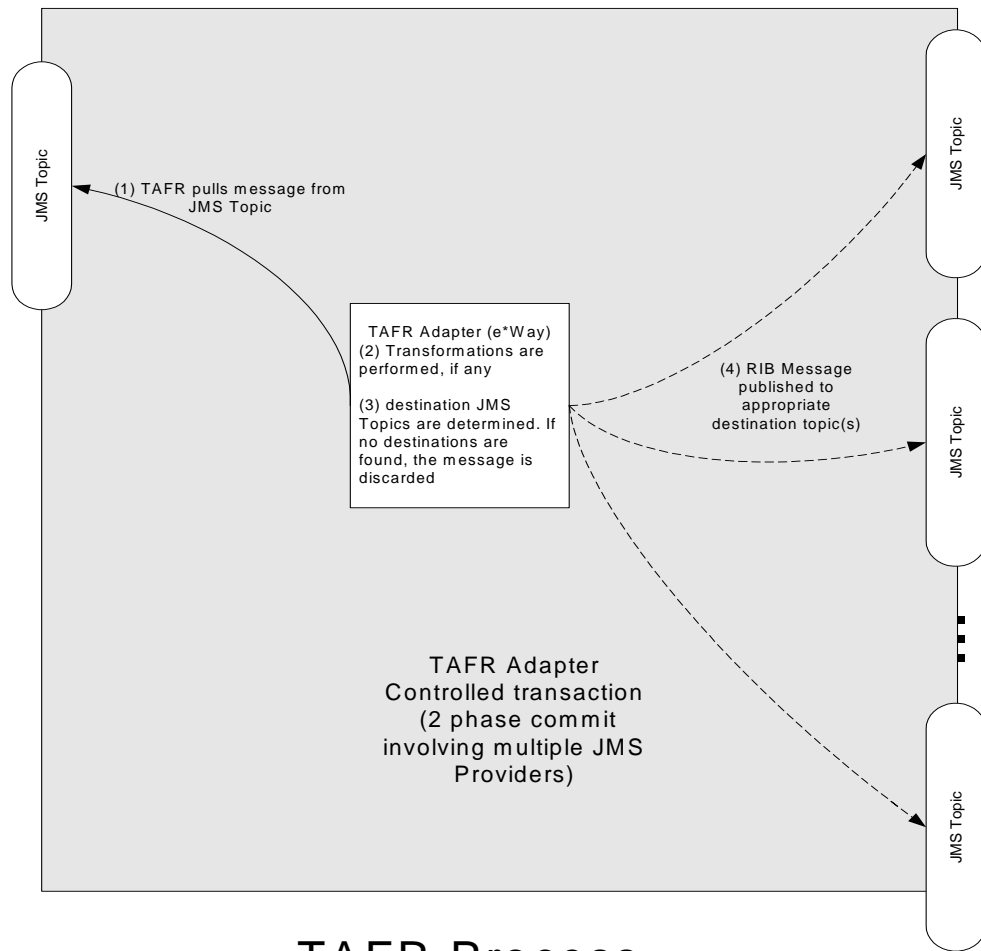 JMS Topic
JMS Topic
(1) TAFR pulls message from
JMS Topic
TAFR Adapter (e*Way)
(2) Transformations are
performed, if any
(3) destination JMS
Topics are determined. If
no destinations are
found, the message is
discarded
(4) RIB Message
published to
appropriate
destination topic(s)
JMS Topic
TAFR Adapter
Controlled transaction
(2 phase commit
involving multiple JMS
Providers)
JMS Topic
TAFR Process